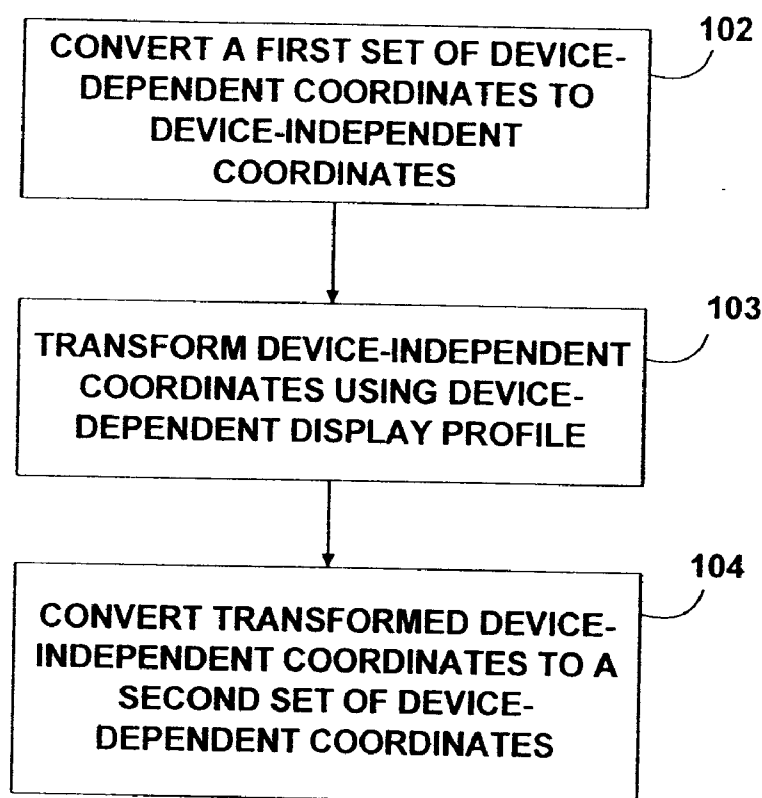 102
CONVERT A FIRST SET OF DEVICE-
DEPENDENT COORDINATES TO
DEVICE-INDEPENDENT
COORDINATES
103
TRANSFORM DEVICE-INDEPENDENT
COORDINATES USING DEVICE-
DEPENDENT DISPLAY PROFILE
104
CONVERT TRANSFORMED DEVICE-
INDEPENDENT COORDINATES TO A
SECOND SET OF DEVICE-
DEPENDENT COORDINATES